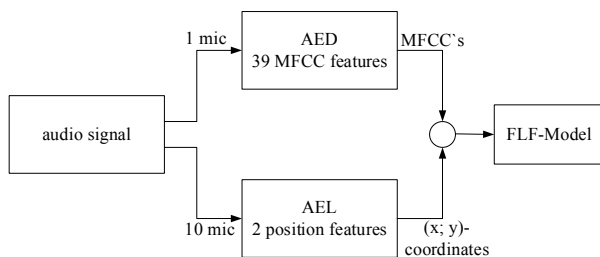 audio signal
1 mic
AED
39 MFCC features
MFCC`s
10 mic
AEL
2 position features
(x; y)-
coordinates
FLF-Model